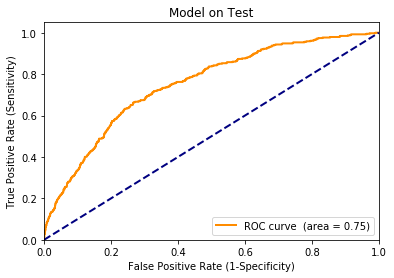 Model on Test
True Positive Rate (Sensitivity)
1.0
0.8
0.6
0.4
0.2
0.0
ROC curve  (area = 0.75)
0.0 0.2 0.4 0.6 0.8 1.0
False Positive Rate (1-Specificity)